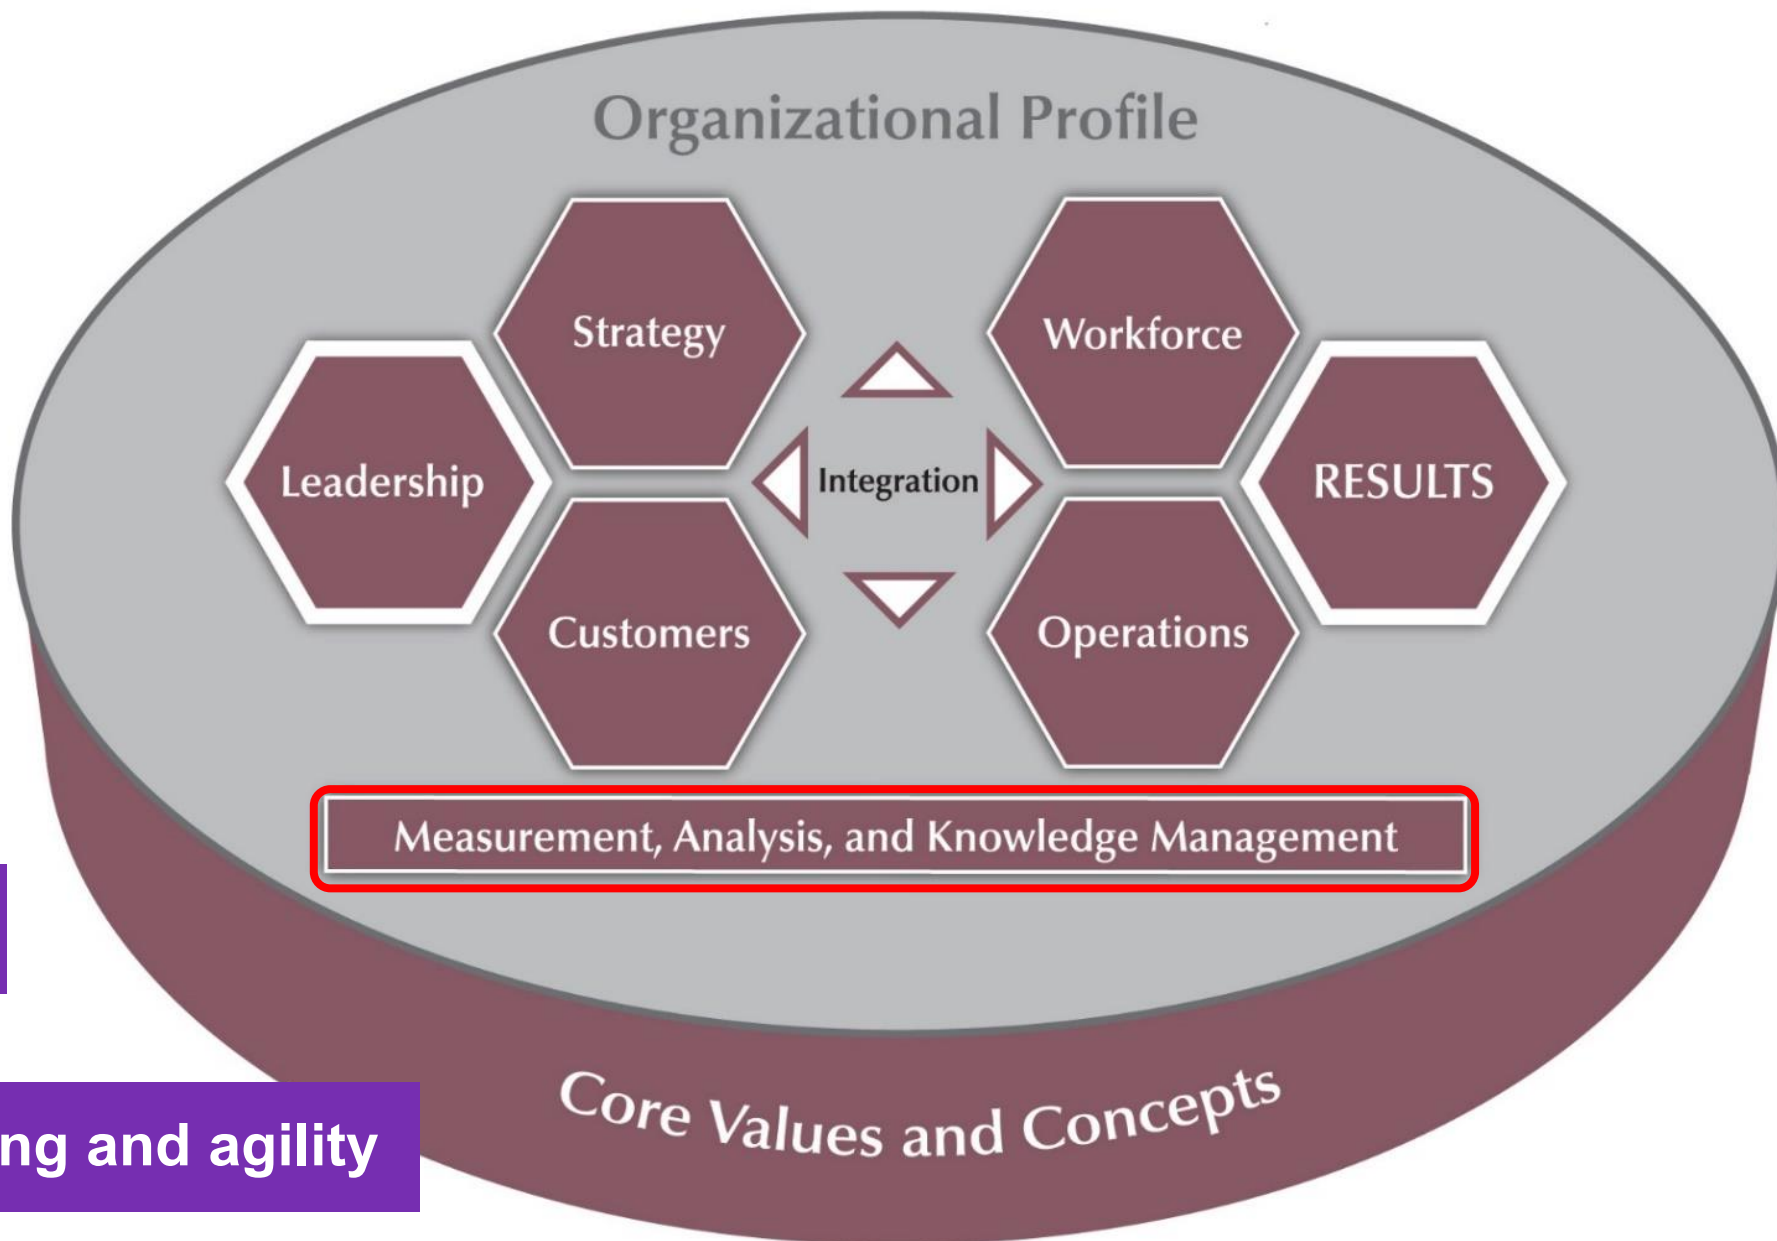 Organizational Profile
Strategy
Workforce
Leadership
Integration
RESULTS
Customers
Operations
Measurement, Analysis, and Knowledge Management
Core Values and Concepts
and agility